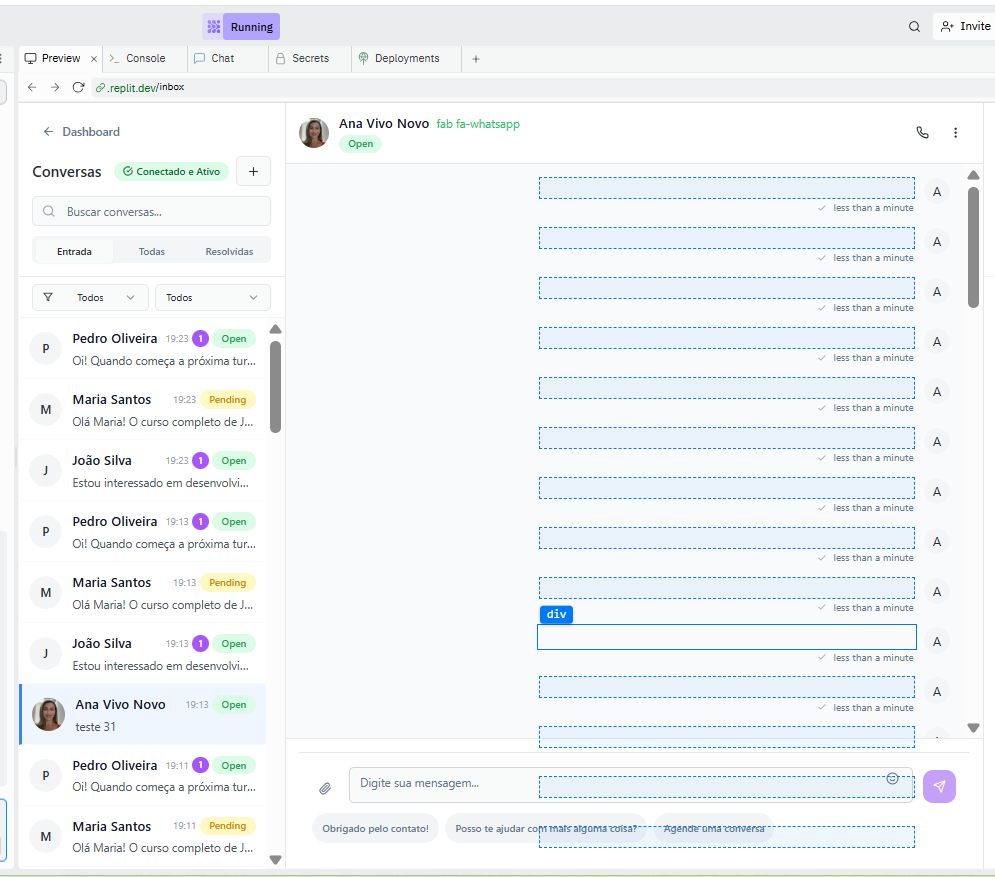 Running
Invite
Preview
Console
Chat
Secrets
Deployments
.replit.dev/inbox
Dashboard
Conversas
Conectado e Ativo
Buscar conversas...
Entrada
Todas
Resolvidas
Todos
Todos
P
Pedro Oliveira 19:23 1 Open
Oi! Quando começa a próxima tur...
M
Maria Santos 19:23 Pending
Olá Maria! O curso completo de J...
J
João Silva 19:23 1 Open
Estou interessado em desenvolvi...
P
Pedro Oliveira 19:13 1 Open
Oi! Quando começa a próxima tur...
M
Maria Santos 19:13 Pending
Olá Maria! O curso completo de J...
J
João Silva 19:13 1 Open
Estou interessado em desenvolvi...
Ana Vivo Novo 19:13 Open
teste 31
P
Pedro Oliveira 19:11 1 Open
Oi! Quando começa a próxima tur...
M
Maria Santos 19:11 Pending
Olá Maria! O curso completo de J...
Ana Vivo Novo fab fa-whatsapp
Open
A
less than a minute
A
less than a minute
A
less than a minute
A
less than a minute
A
less than a minute
A
less than a minute
A
less than a minute
A
less than a minute
A
less than a minute
div
A
less than a minute
A
less than a minute
Digite sua mensagem...
Obrigado pelo contato!
Posso te ajudar com mais alguma coisa?
Agende uma conversa